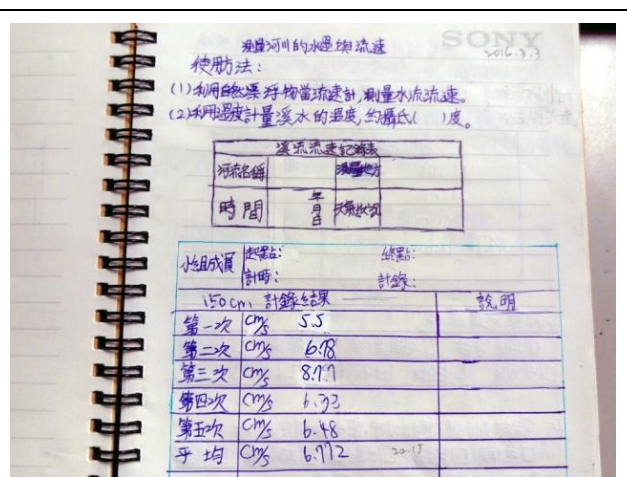 SONY
測量河川的水溫與流速
2016.3.3
使用方法:
(1)利用自然漂浮物當流速計,測量水流流速。
(2)利用溫度計量溪水的溫度,約攝氏( )度。
溪流流速紀錄表
河流名稱 測量地方
時間 年月日 天氣狀況
小組成員 起點: 終點:
計時: 計錄:
150cm, 計錄結果 說明
第一次 cm/s 5.5
第二次 cm/s 6.78
第三次 cm/s 8.77
第四次 cm/s 6.33
第五次 cm/s 6.48
平均 cm/s 6.772 20.15